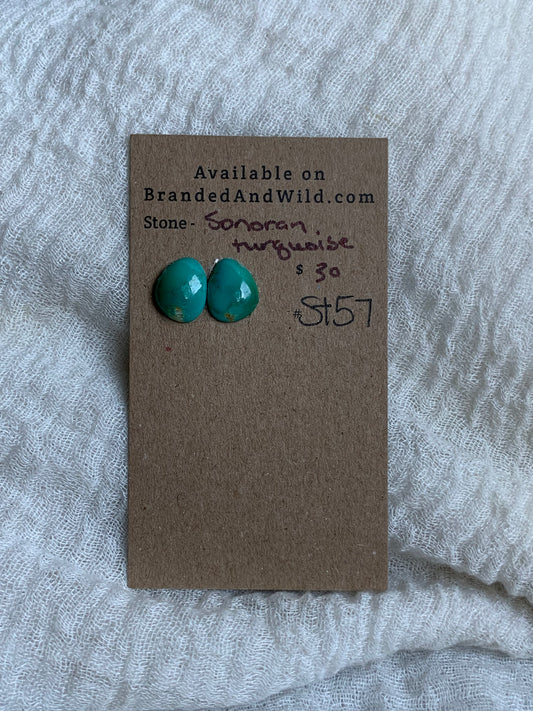 Available on
BrandedAndWild.com
Stone - Sonoran
turquoise
$ 30
#St57